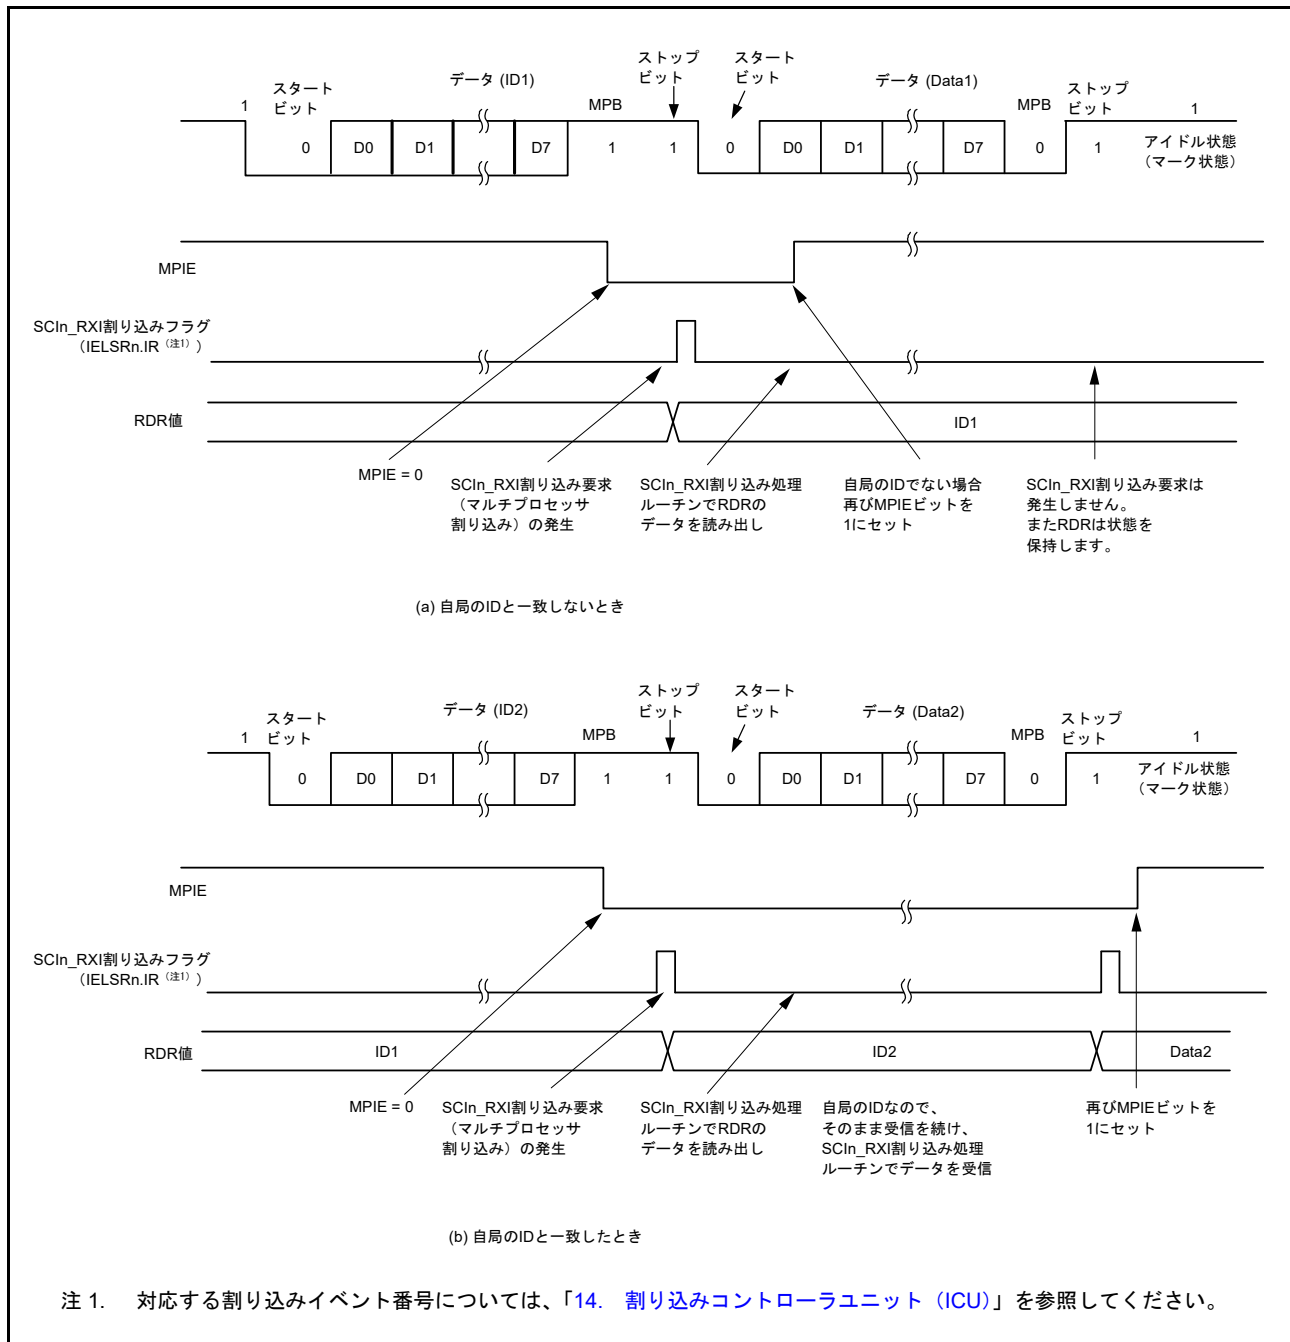 ストップ スタート
スタート データ (ID1) ビット ビット データ (Data1) ストップ
1 ビット MPB MPB ビット 1
0 D0 D1 D7 1 1 0 D0 D1 D7 0 1 アイドル状態
（マーク状態）
MPIE
SCIn_RXI割り込みフラグ
（IELSRn.IR（注1））
RDR値 ID1
MPIE = 0
SCIn_RXI割り込み要求
（マルチプロセッサ
割り込み）の発生
SCIn_RXI割り込み処理
ルーチンでRDRの
データを読み出し
自局のIDでない場合
再びMPIEビットを
1にセット
SCIn_RXI割り込み要求は
発生しません。
またRDRは状態を
保持します。
(a) 自局のIDと一致しないとき
ストップ スタート
スタート データ (ID2) ビット ビット データ (Data2) ストップ
1 ビット MPB MPB ビット 1
0 D0 D1 D7 1 1 0 D0 D1 D7 0 1 アイドル状態
（マーク状態）
MPIE
SCIn_RXI割り込みフラグ
（IELSRn.IR（注1））
RDR値 ID1 ID2 Data2
MPIE = 0
SCIn_RXI割り込み要求
（マルチプロセッサ
割り込み）の発生
SCIn_RXI割り込み処理
ルーチンでRDRの
データを読み出し
自局のIDなので、
そのまま受信を続け、
SCIn_RXI割り込み処理
ルーチンでデータを受信
再びMPIEビットを
1にセット
(b) 自局のIDと一致したとき
注 1. 対応する割り込みイベント番号については、「14. 割り込みコントローラユニット（ICU）」を参照してください。